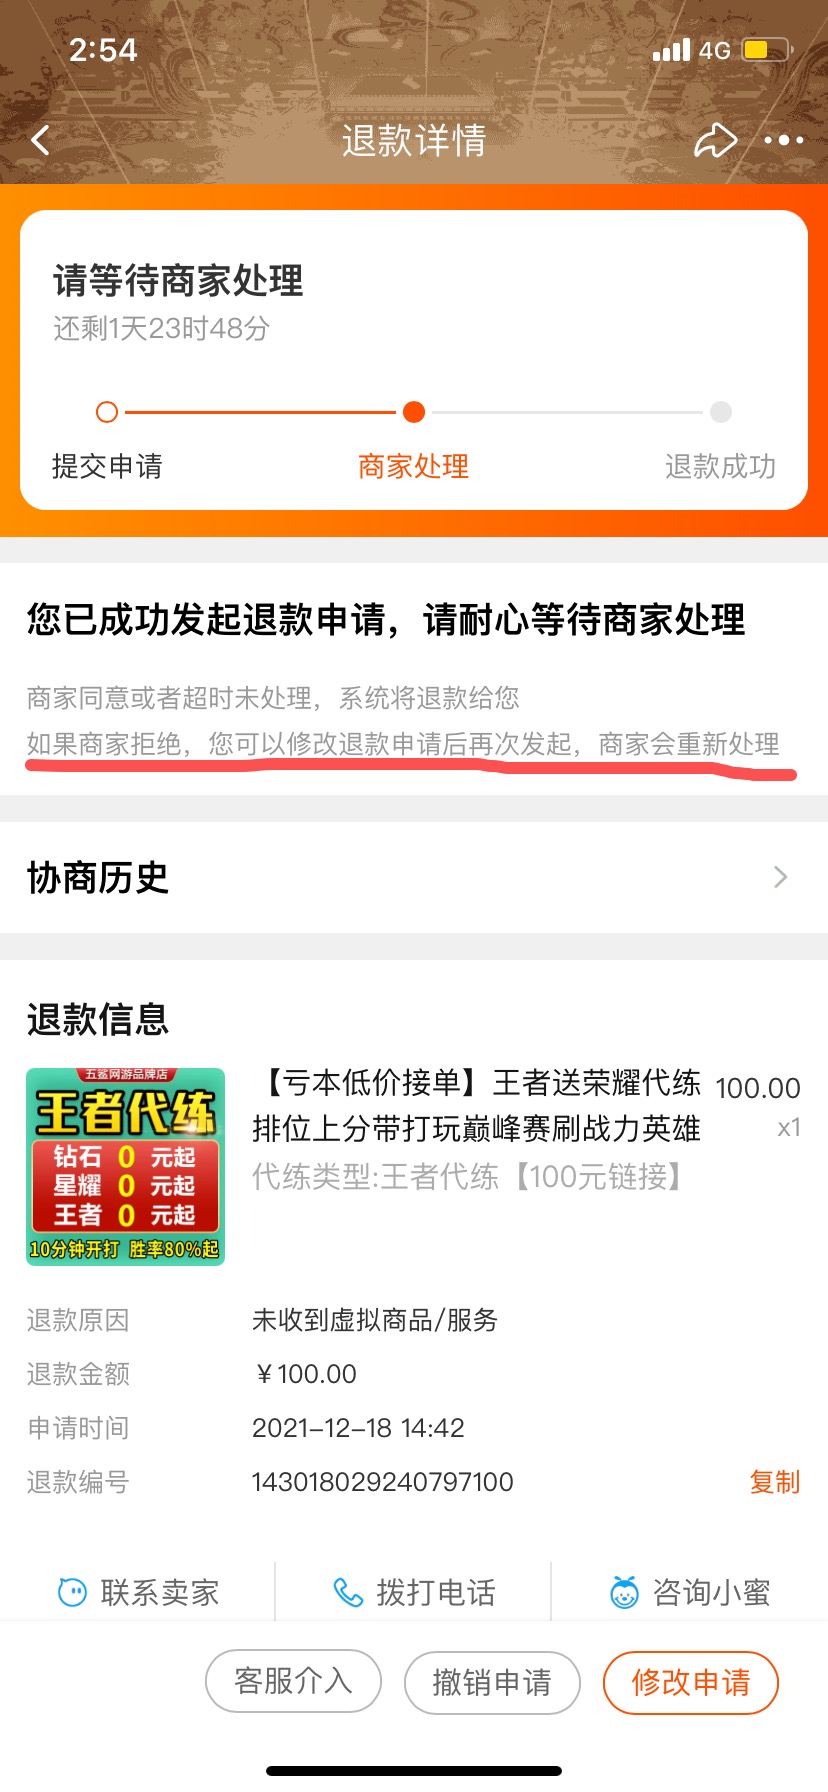 2:54
4G
退款详情
请等待商家处理
还剩1天23时48分
提交申请
商家处理
退款成功
您已成功发起退款申请，请耐心等待商家处理
商家同意或者超时未处理，系统将退款给您
如果商家拒绝，您可以修改退款申请后再次发起，商家会重新处理
协商历史
退款信息
五鲨网游品牌店
王者代练
钻石 0 元起
星耀 0 元起
王者 0 元起
10分钟开打 胜率80%起
【亏本低价接单】王者送荣耀代练 100.00
排位上分带打玩巅峰赛刷战力英雄 x1
代练类型:王者代练【100元链接】
退款原因 未收到虚拟商品/服务
退款金额 ￥100.00
申请时间 2021-12-18 14:42
退款编号 143018029240797100 复制
联系卖家 拨打电话 咨询小蜜
客服介入 撤销申请 修改申请